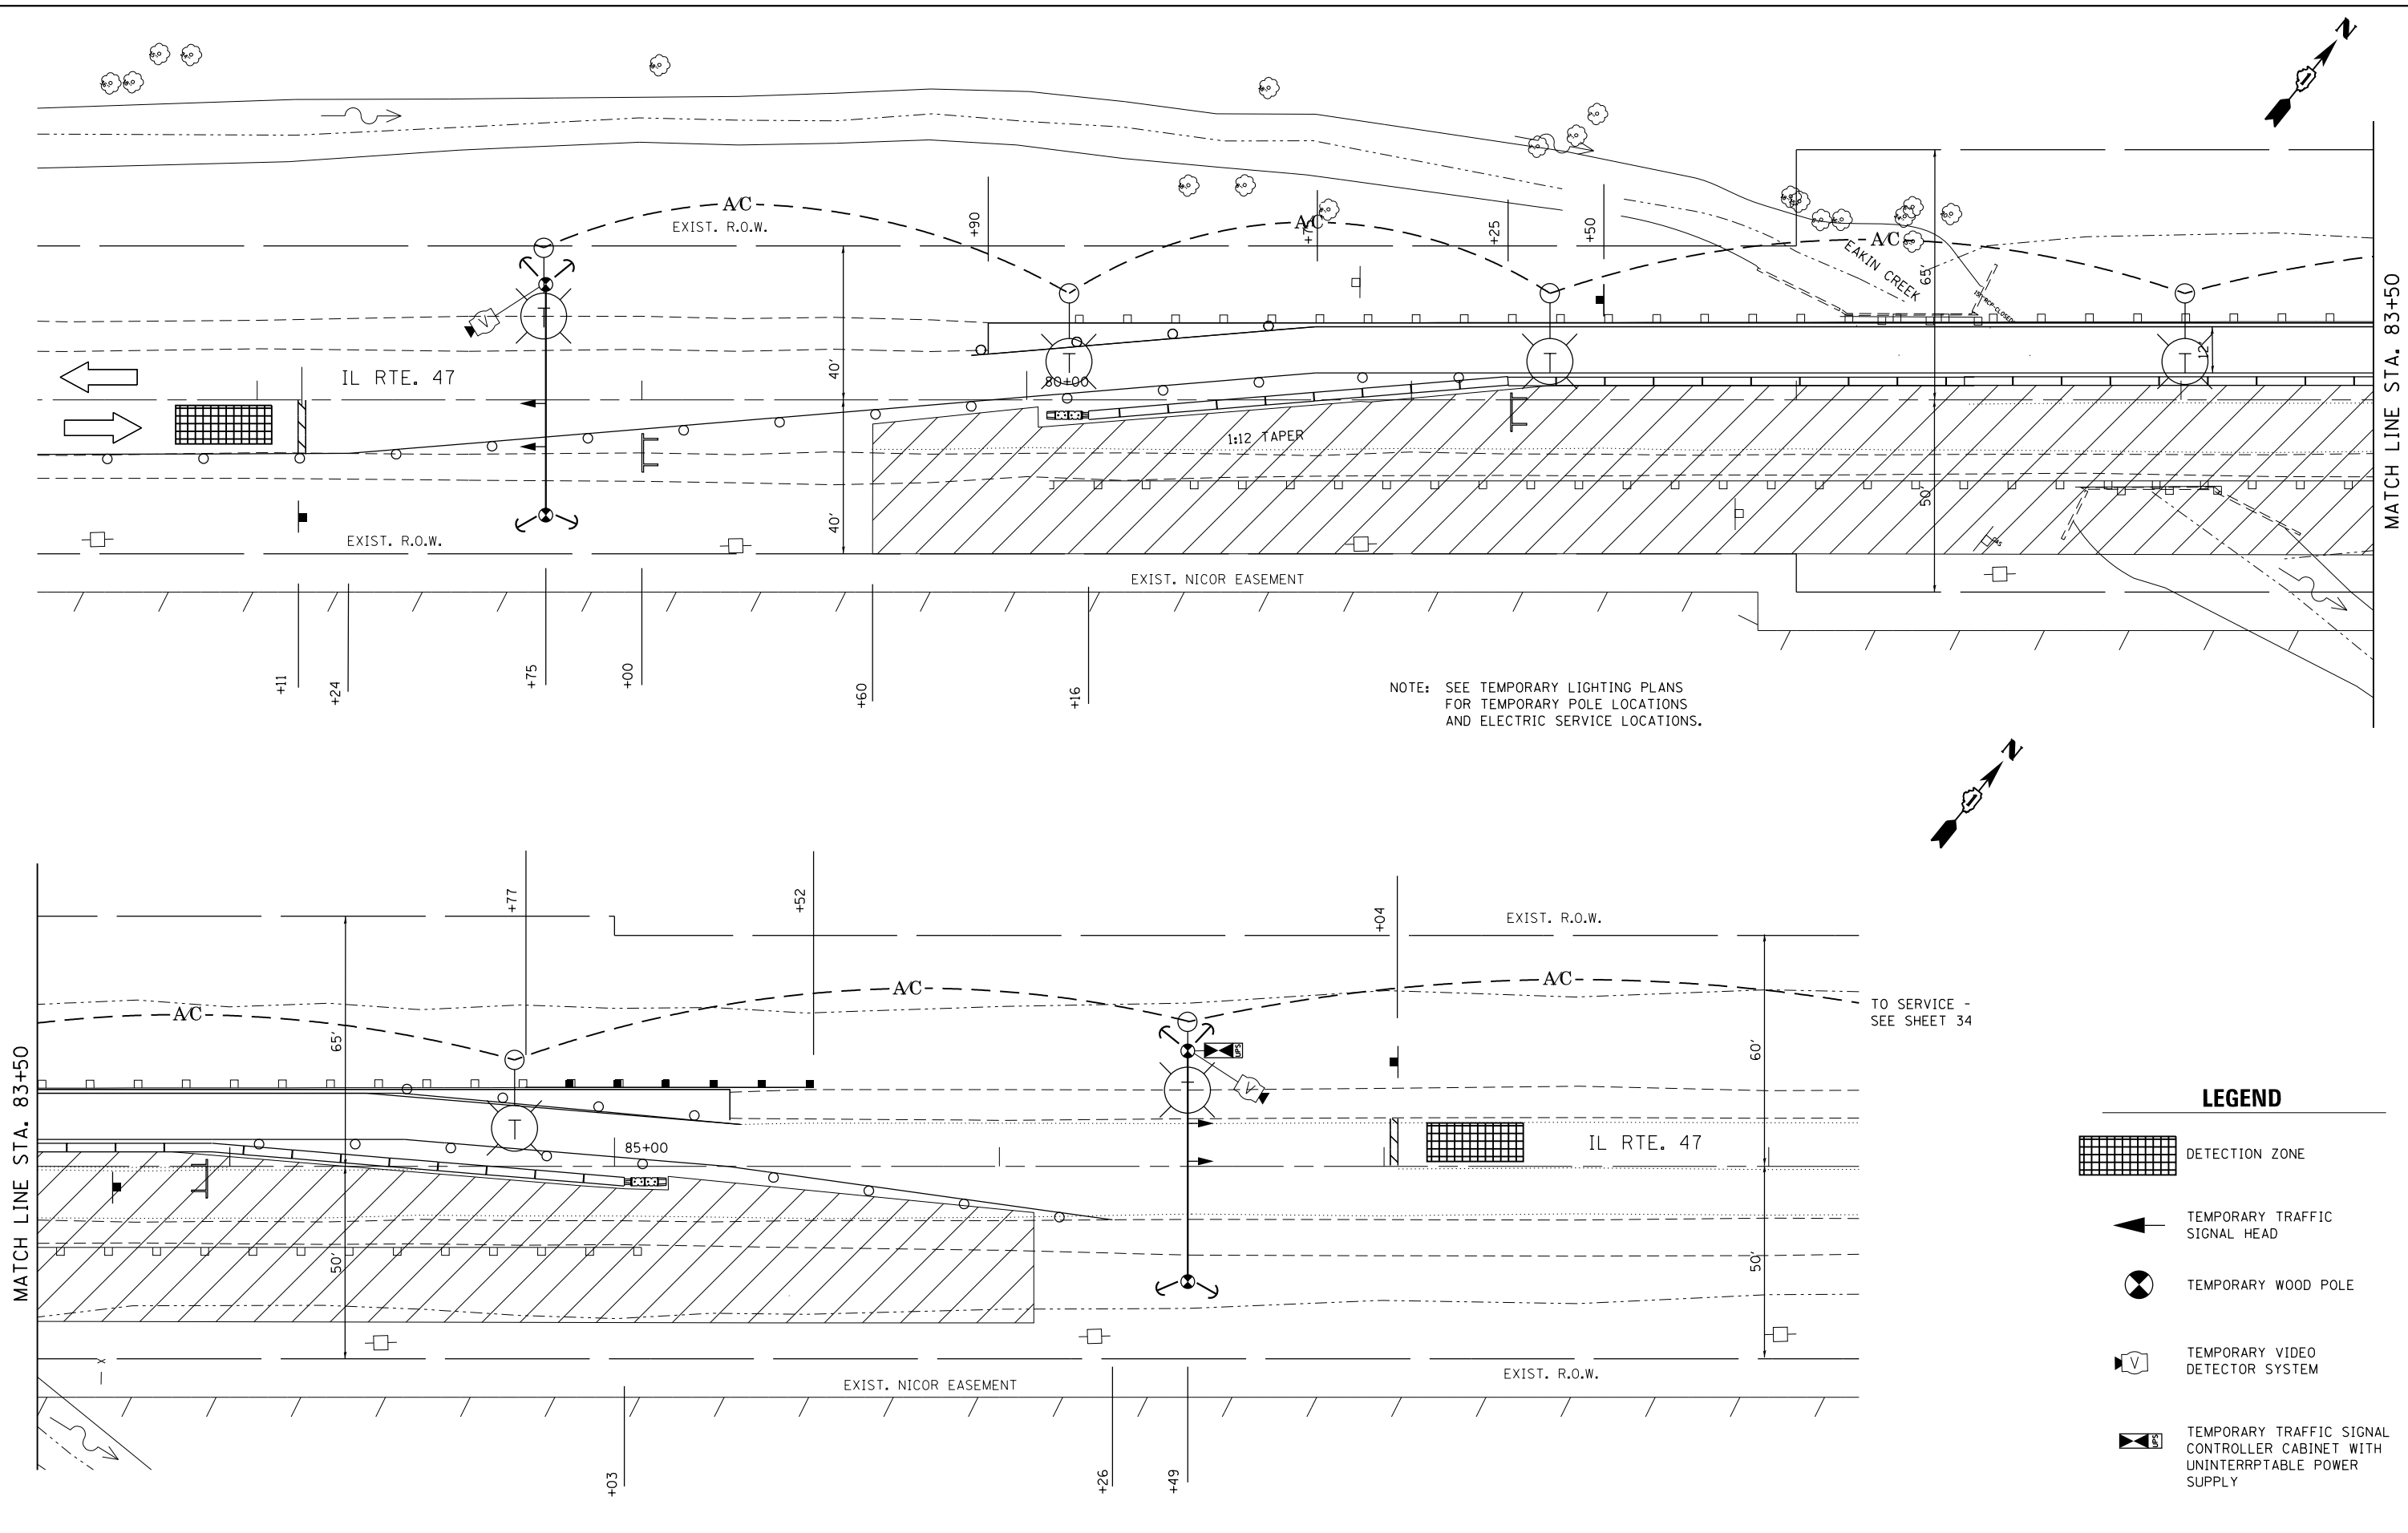 N
A/C
EXIST. R.O.W.
+90
A/C
+25
+50
A/C
EAKIN CREEK
65'
V
T
IL RTE. 47
40'
80+00
T
T
T
12'
1:12 TAPER
40'
50'
GAS
EXIST. R.O.W.
EXIST. NICOR EASEMENT
MATCH LINE STA. 83+50
+11
+24
+75
+00
+60
+16
NOTE: SEE TEMPORARY LIGHTING PLANS
FOR TEMPORARY POLE LOCATIONS
AND ELECTRIC SERVICE LOCATIONS.
N
MATCH LINE STA. 83+50
+77
+52
+04
EXIST. R.O.W.
A/C
A/C
A/C
TO SERVICE -
SEE SHEET 34
65'
60'
UPS
T
T
V
85+00
IL RTE. 47
50'
50'
EXIST. NICOR EASEMENT
EXIST. R.O.W.
+03
+26
+49
LEGEND
DETECTION ZONE
TEMPORARY TRAFFIC
SIGNAL HEAD
TEMPORARY WOOD POLE
V
TEMPORARY VIDEO
DETECTOR SYSTEM
UPS
TEMPORARY TRAFFIC SIGNAL
CONTROLLER CABINET WITH
UNINTERRPTABLE POWER
SUPPLY